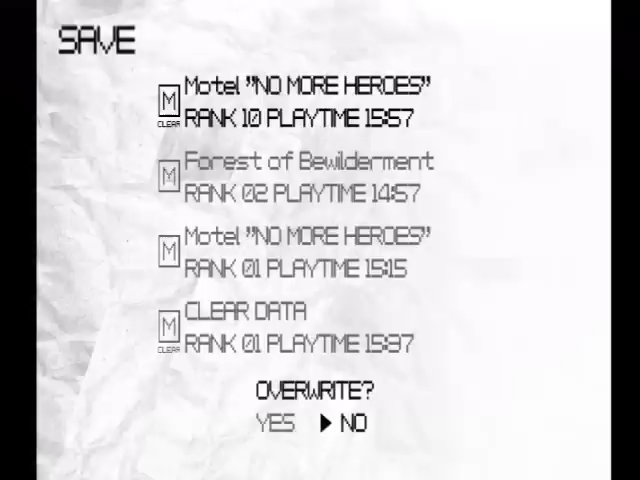 SAVE
Motel "NO MORE HEROES"
M
CLEAR
RANK 10 PLAYTIME 15:57
Forest of Bewilderment
M
RANK 02 PLAYTIME 14:57
Motel "NO MORE HEROES"
M
RANK 01 PLAYTIME 15:15
CLEAR DATA
M
CLEAR
RANK 01 PLAYTIME 15:37
OVERWRITE?
YES ▶ NO